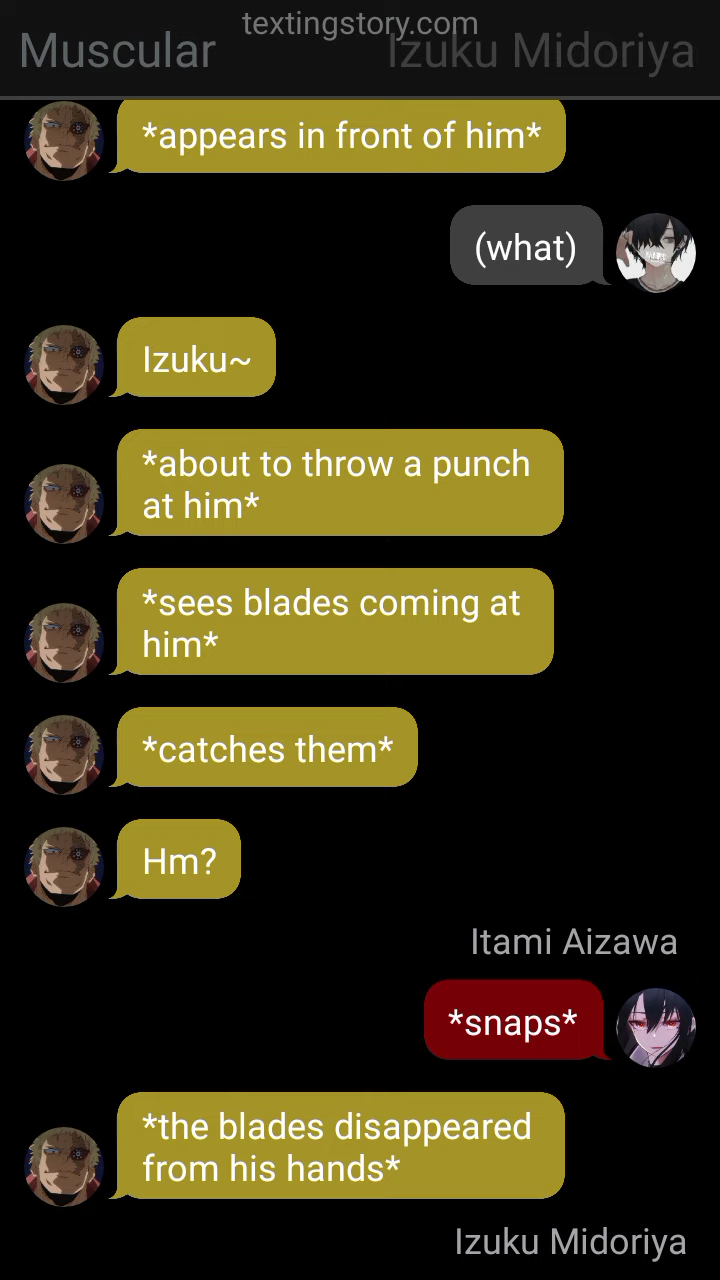 textingstory.com
Muscular
Izuku Midoriya
*appears in front of him*
(what)
Izuku~
*about to throw a punch
at him*
*sees blades coming at
him*
*catches them*
Hm?
Itami Aizawa
*snaps*
*the blades disappeared
from his hands*
Izuku Midoriya